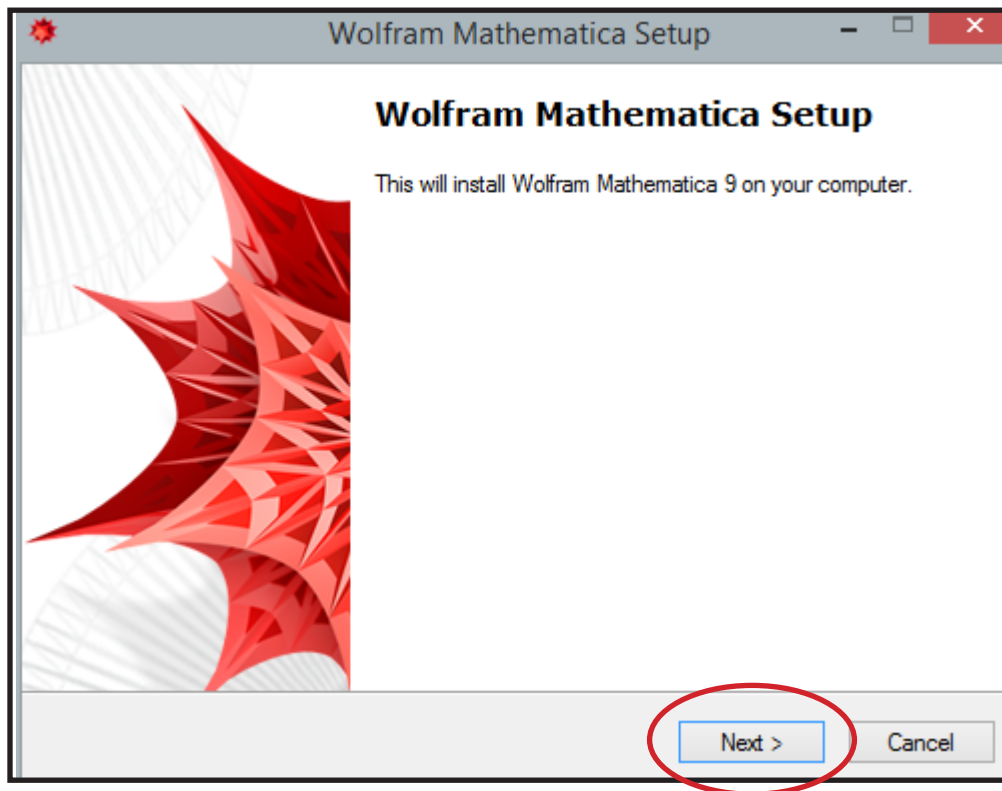 Wolfram Mathematica Setup
Wolfram Mathematica Setup
This will install Wolfram Mathematica 9 on your computer.
Next >
Cancel